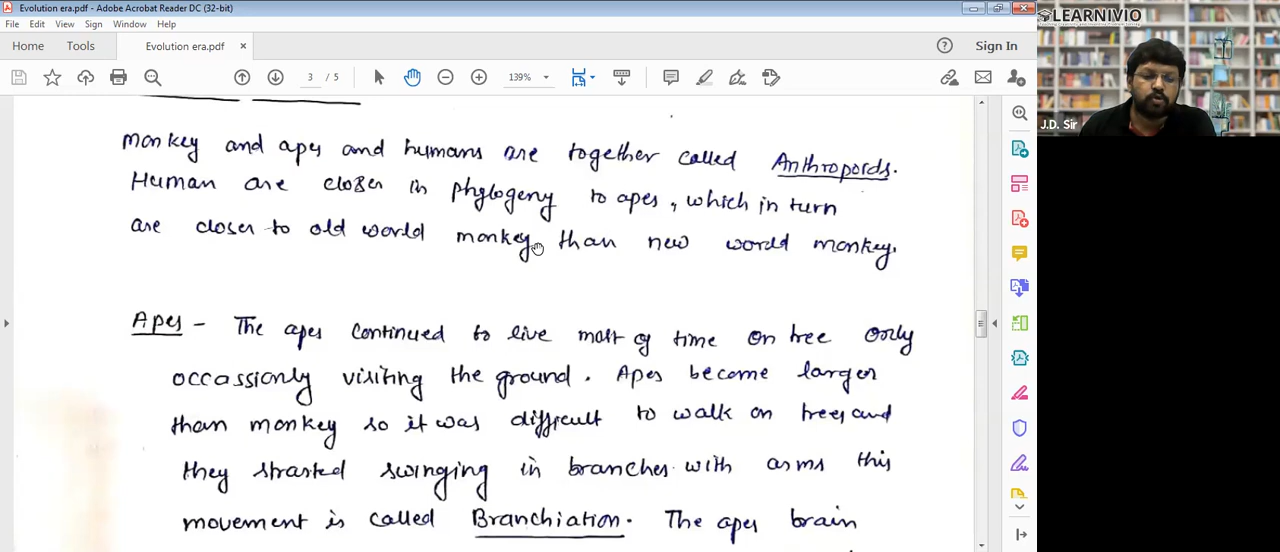 Evolution era.pdf - Adobe Acrobat Reader DC (32-bit)
File Edit View Sign Window Help
Home Tools Evolution era.pdf × Sign In
3 / 5 139%
LEARNIVIO
J.D. Sir
monkey and apes and humans are together called Anthropoids.
Human are closer in phylogeny to apes, which in turn
are closer to old world monkey than new world monkey.
Apes - The apes continued to live most of time on tree only
occassionly visiting the ground. Apes become larger
than monkey so it was difficult to walk on trees and
they strasted swinging in branches with arms this
movement is called Branchiation. The apes brain